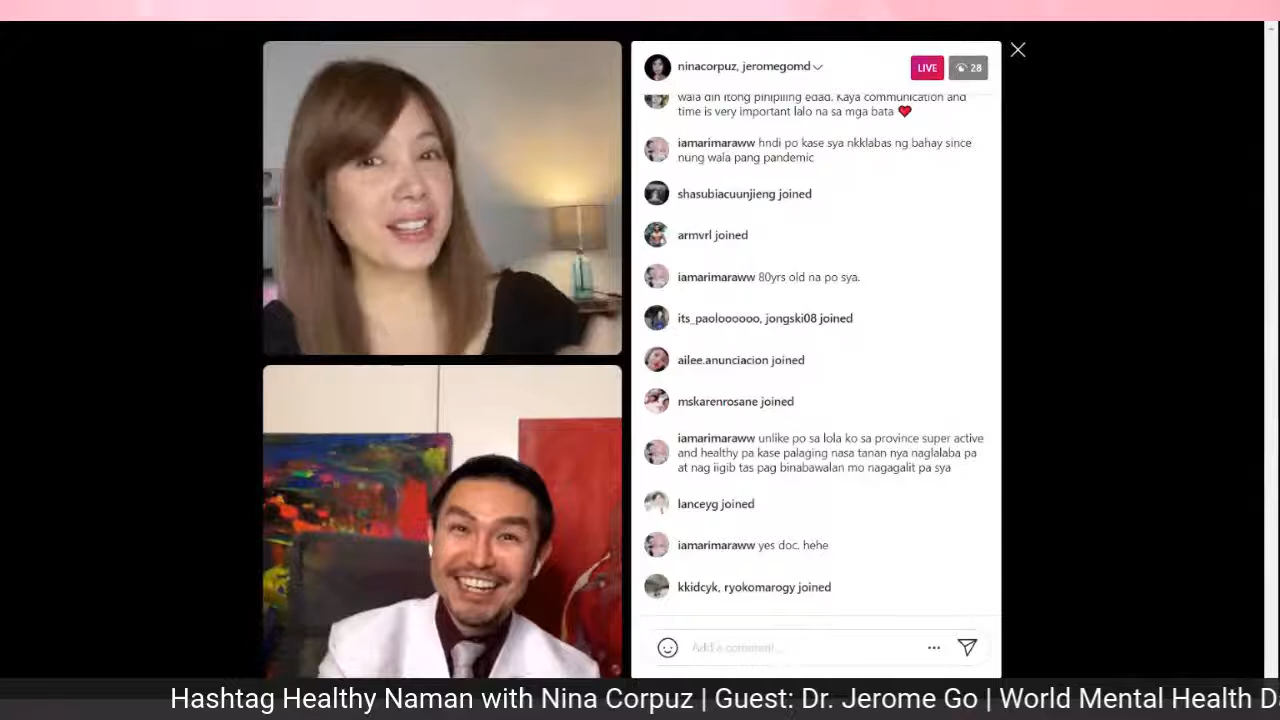 ninacorpuz, jeromegomd
LIVE
28
wala din itong pinipiling edad. Kaya communication and
time is very important lalo na sa mga bata ❤
iamarimaraww hndi po kase sya nkklabas ng bahay since
nung wala pang pandemic
shasubiacuunjieng joined
armvrl joined
iamarimaraww 80yrs old na po sya.
its_paoloooooo, jongski08 joined
ailee.anunciacion joined
mskarenrosane joined
iamarimaraww unlike po sa lola ko sa province super active
and healthy pa kase palaging nasa tanan nya naglalaba pa
at nag iigib tas pag binabawalan mo nagagalit pa sya
lanceyg joined
iamarimaraww yes doc. hehe
kkidcyk, ryokomarogy joined
Add a comment...
Hashtag Healthy Naman with Nina Corpuz | Guest: Dr. Jerome Go | World Mental Health D